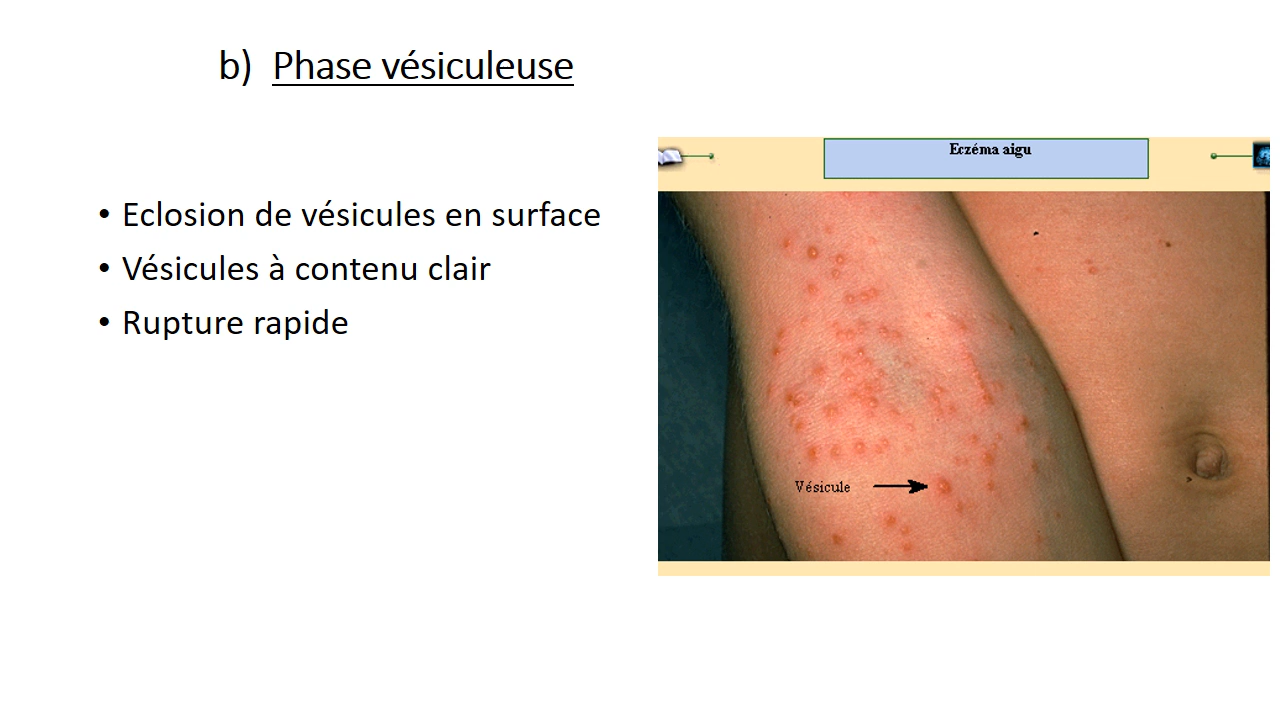 b) Phase vésiculeuse
• Eclosion de vésicules en surface
• Vésicules à contenu clair
• Rupture rapide
Eczéma aigu
Vésicule